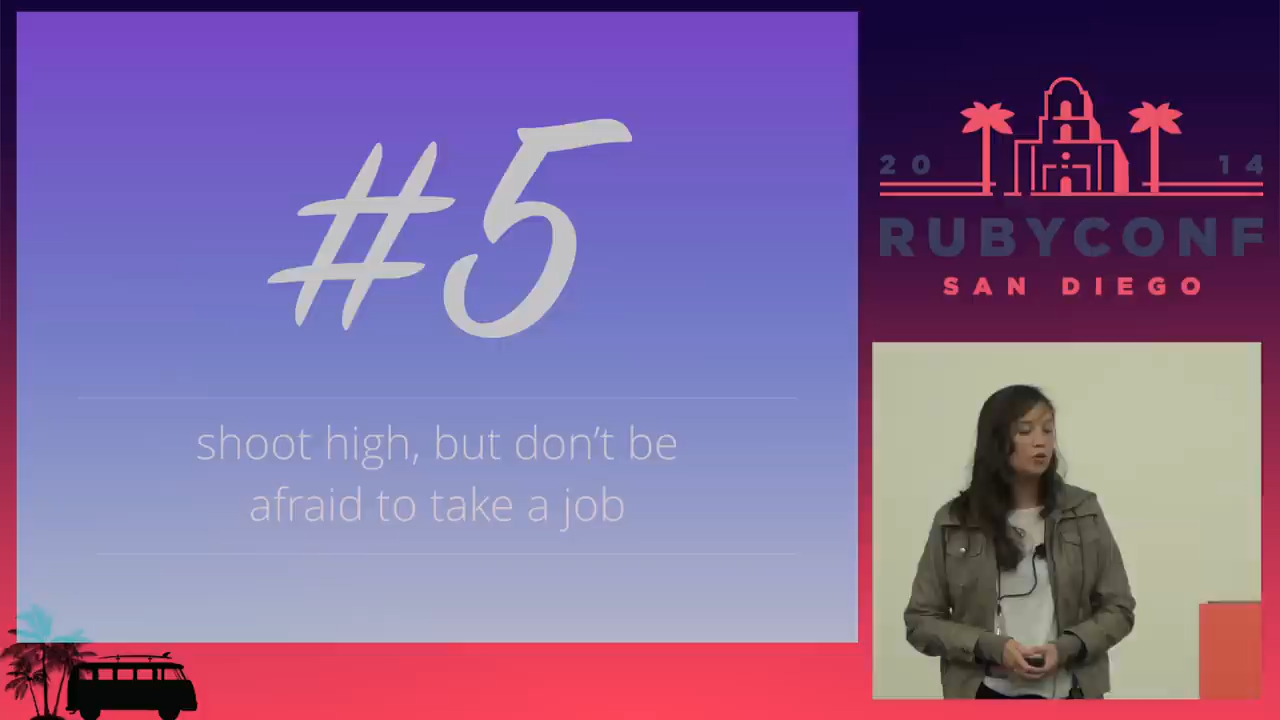 #5
shoot high, but don’t be
afraid to take a job
20 14
RUBYCONF
SAN DIEGO